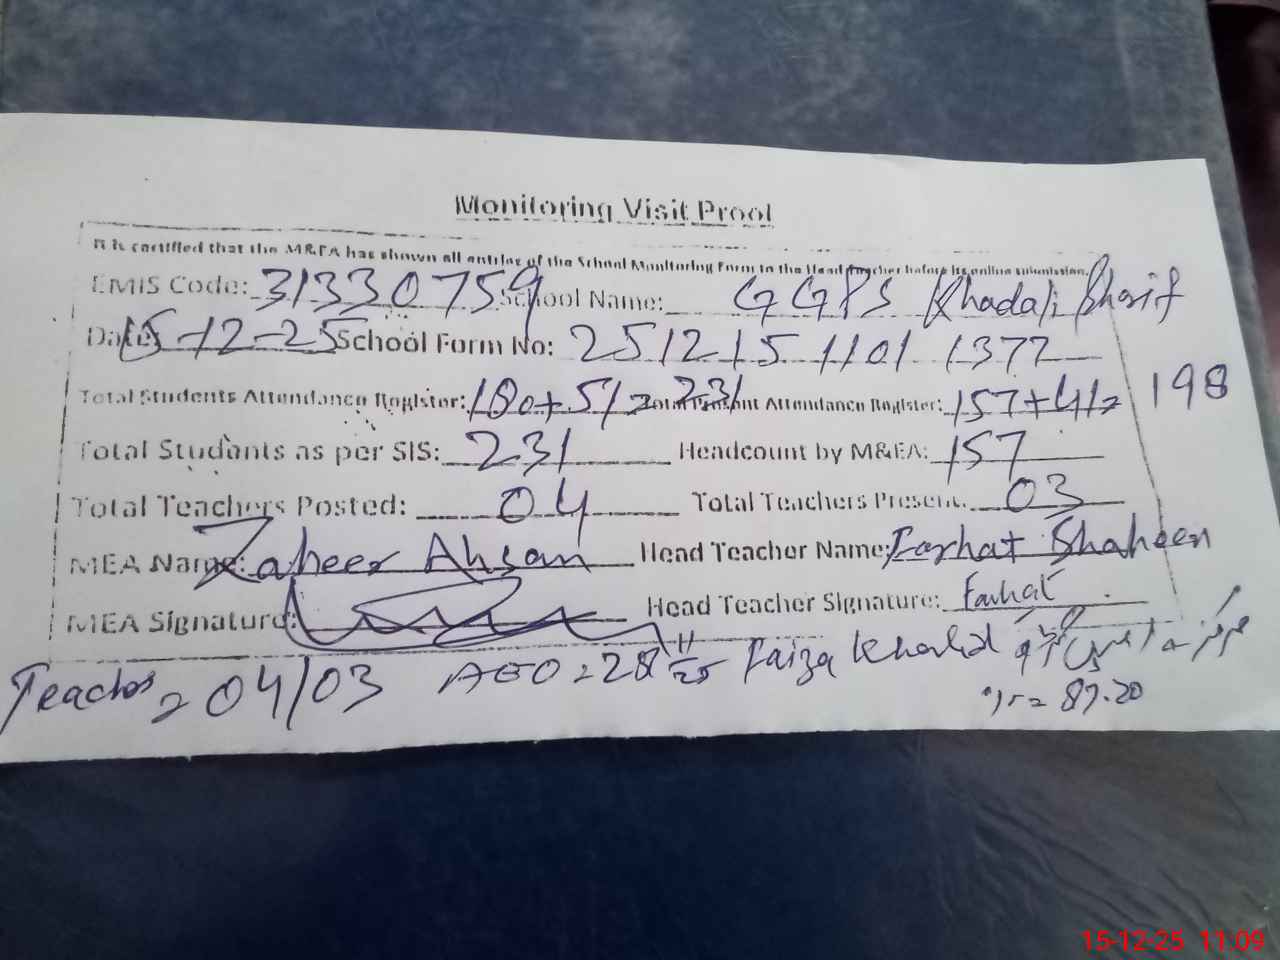 Monitoring Visit Proof
It is certified that the M&EA has shown all entries of the School Monitoring Form to the Head Teacher before its online submission.
EMIS Code: 31330759 School Name: GGPS Khadali Sharif
Date: 15-12-25 School Form No: 251215 1101 1377
Total Students Attendance Register: 180+51=231 Total Present Attendance Register: 157+41= 198
Total Students as per SIS: 231 Headcount by M&EA: 157
Total Teachers Posted: 04 Total Teachers Present: 03
MEA Name: Zaheer Ahsan Head Teacher Name: Farhat Shaheen
MEA Signature: Head Teacher Signature: Farhat
Teachers = 04/03 AEO = 28/11/25 Faiza Khalid
= 87.20
15-12-25 11:09